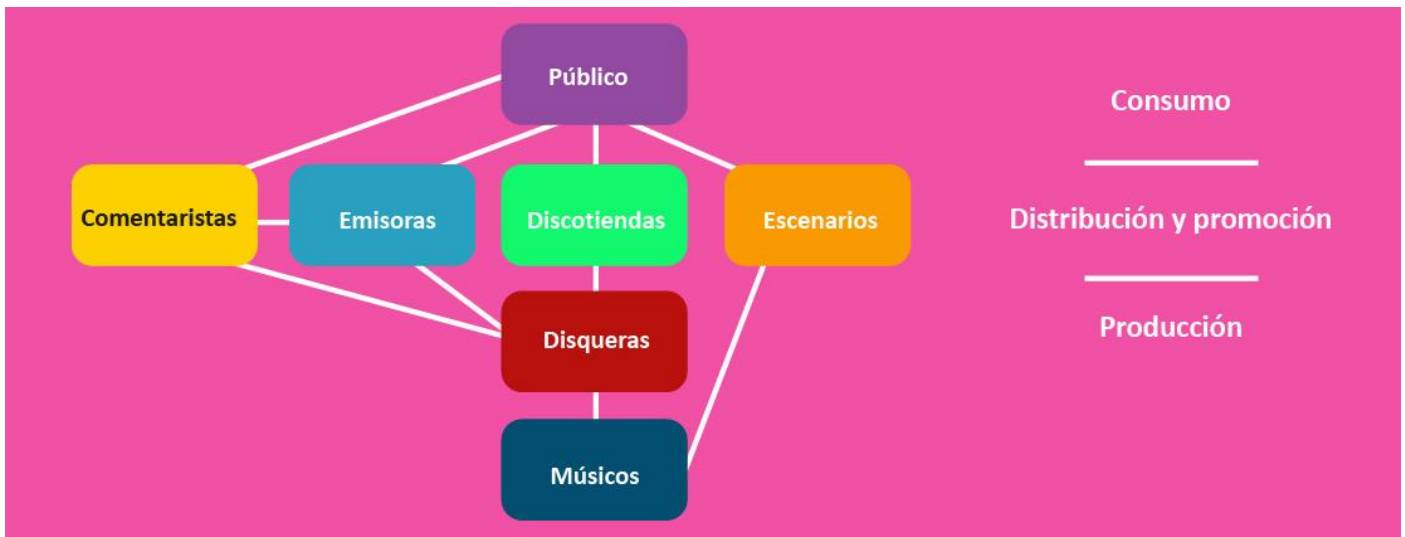 Público
Consumo
Comentaristas
Emisoras
Discotiendas
Escenarios
Distribución y promoción
Disqueras
Producción
Músicos